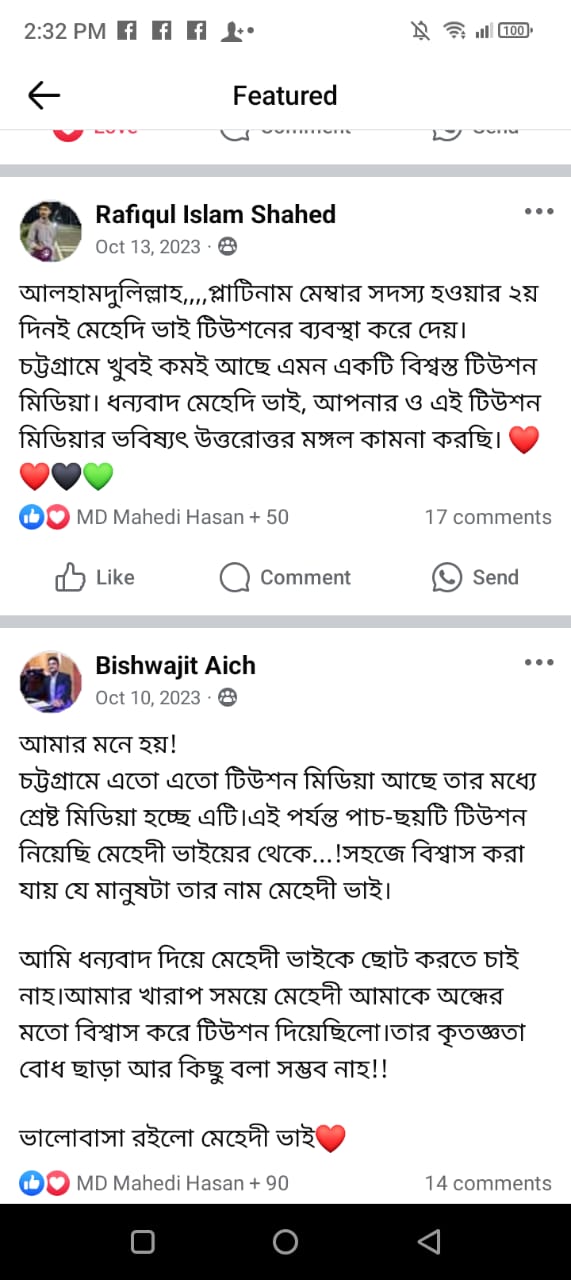 2:32 PM
100
Featured
Love Comment Send
Rafiqul Islam Shahed
Oct 13, 2023 ·
আলহামদুলিল্লাহ,,,,প্লাটিনাম মেম্বার সদস্য হওয়ার ২য়
দিনই মেহেদি ভাই টিউশনের ব্যবস্থা করে দেয়।
চট্টগ্রামে খুবই কমই আছে এমন একটি বিশ্বস্ত টিউশন
মিডিয়া। ধন্যবাদ মেহেদি ভাই, আপনার ও এই টিউশন
মিডিয়ার ভবিষ্যৎ উত্তরোত্তর মঙ্গল কামনা করছি। ❤️
❤️🖤💚
MD Mahedi Hasan + 50 17 comments
Like Comment Send
Bishwajit Aich
Oct 10, 2023 ·
আমার মনে হয়!
চট্টগ্রামে এতো এতো টিউশন মিডিয়া আছে তার মধ্যে
শ্রেষ্ট মিডিয়া হচ্ছে এটি।এই পর্যন্ত পাচ-ছয়টি টিউশন
নিয়েছি মেহেদী ভাইয়ের থেকে...!সহজে বিশ্বাস করা
যায় যে মানুষটা তার নাম মেহেদী ভাই।
আমি ধন্যবাদ দিয়ে মেহেদী ভাইকে ছোট করতে চাই
নাহ।আমার খারাপ সময়ে মেহেদী আমাকে অন্ধের
মতো বিশ্বাস করে টিউশন দিয়েছিলো।তার কৃতজ্ঞতা
বোধ ছাড়া আর কিছু বলা সম্ভব নাহ!!
ভালোবাসা রইলো মেহেদী ভাই❤️
MD Mahedi Hasan + 90 14 comments